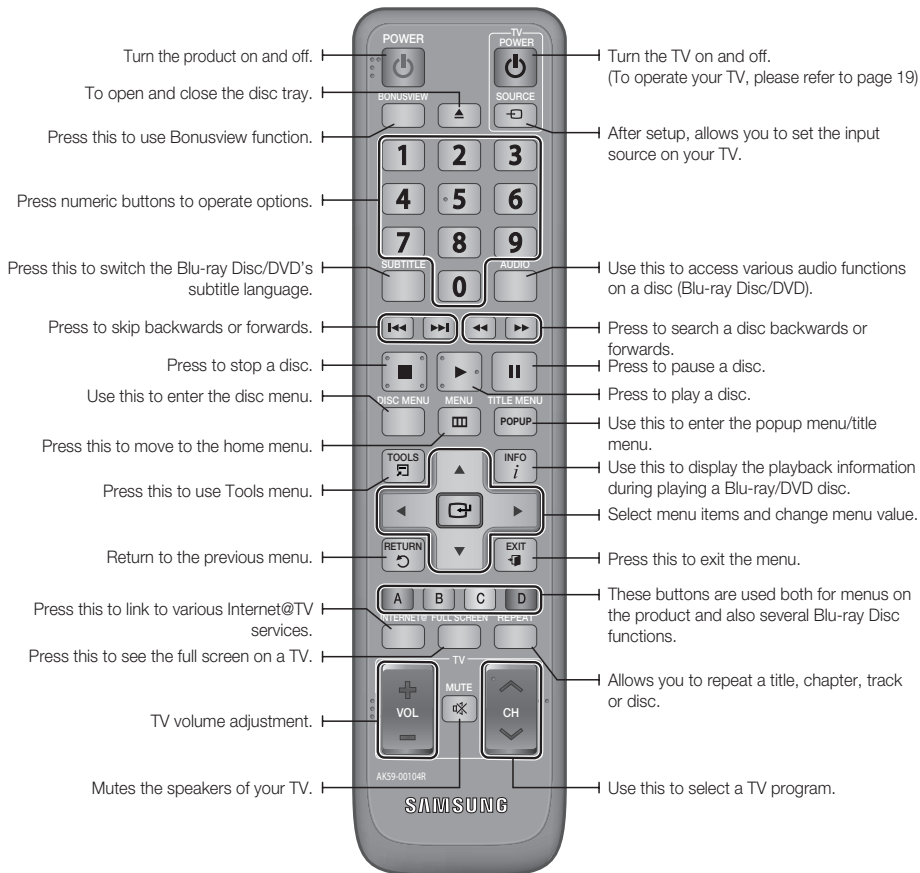 POWER
TV
POWER
Turn the product on and off.
Turn the TV on and off.
(To operate your TV, please refer to page 19)
To open and close the disc tray.
BONUSVIEW
SOURCE
Press this to use Bonusview function.
After setup, allows you to set the input
source on your TV.
1 2 3
Press numeric buttons to operate options.
4 5 6
7 8 9
Press this to switch the Blu-ray Disc/DVD's
subtitle language.
SUBTITLE
0
AUDIO
Use this to access various audio functions
on a disc (Blu-ray Disc/DVD).
Press to skip backwards or forwards.
Press to search a disc backwards or
forwards.
Press to stop a disc.
Press to pause a disc.
Use this to enter the disc menu.
Press to play a disc.
DISC MENU MENU TITLE MENU
POPUP
Press this to move to the home menu.
Use this to enter the popup menu/title
menu.
TOOLS
INFO
i
Press this to use Tools menu.
Use this to display the playback information
during playing a Blu-ray/DVD disc.
Select menu items and change menu value.
RETURN
EXIT
Return to the previous menu.
Press this to exit the menu.
A B C D
Press this to link to various Internet@TV
services.
These buttons are used both for menus on
the product and also several Blu-ray Disc
functions.
INTERNET@ FULL SCREEN REPEAT
Press this to see the full screen on a TV.
TV
Allows you to repeat a title, chapter, track
or disc.
MUTE
VOL
CH
TV volume adjustment.
AK59-00104R
Mutes the speakers of your TV.
Use this to select a TV program.
SAMSUNG